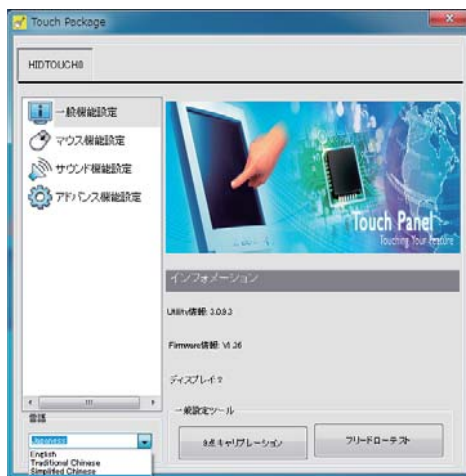 Touch Package
HIDTOUCH0
一般機能設定
マウス機能設定
サウンド機能設定
アドバンス機能設定
Touch Panel
Touching Your Feature
インフォメーション
Utility情報: 3.0.9.3
Firmware情報: V1.26
ディスプレイ:
一般設定ツール
言語
Japanese
9点キャリブレーション
フリードローテスト
English
Traditional Chinese
Simplified Chinese